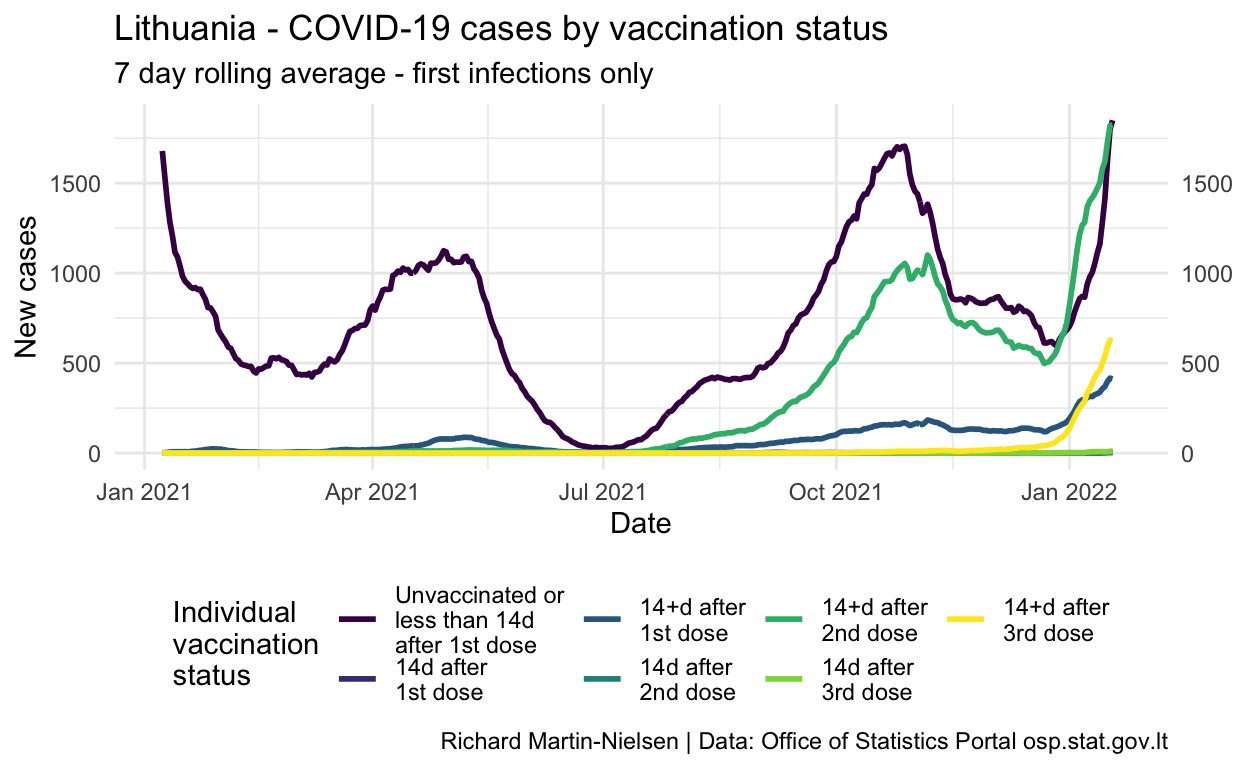 Lithuania - COVID-19 cases by vaccination status
7 day rolling average - first infections only
New cases
1500
1000
500
0
1500
1000
500
0
Jan 2021
Apr 2021
Jul 2021
Oct 2021
Jan 2022
Date
Individual
vaccination
status
Unvaccinated or
less than 14d
after 1st dose
14d after
1st dose
14+d after
1st dose
14d after
2nd dose
14+d after
2nd dose
14d after
3rd dose
14+d after
3rd dose
Richard Martin-Nielsen | Data: Office of Statistics Portal osp.stat.gov.lt